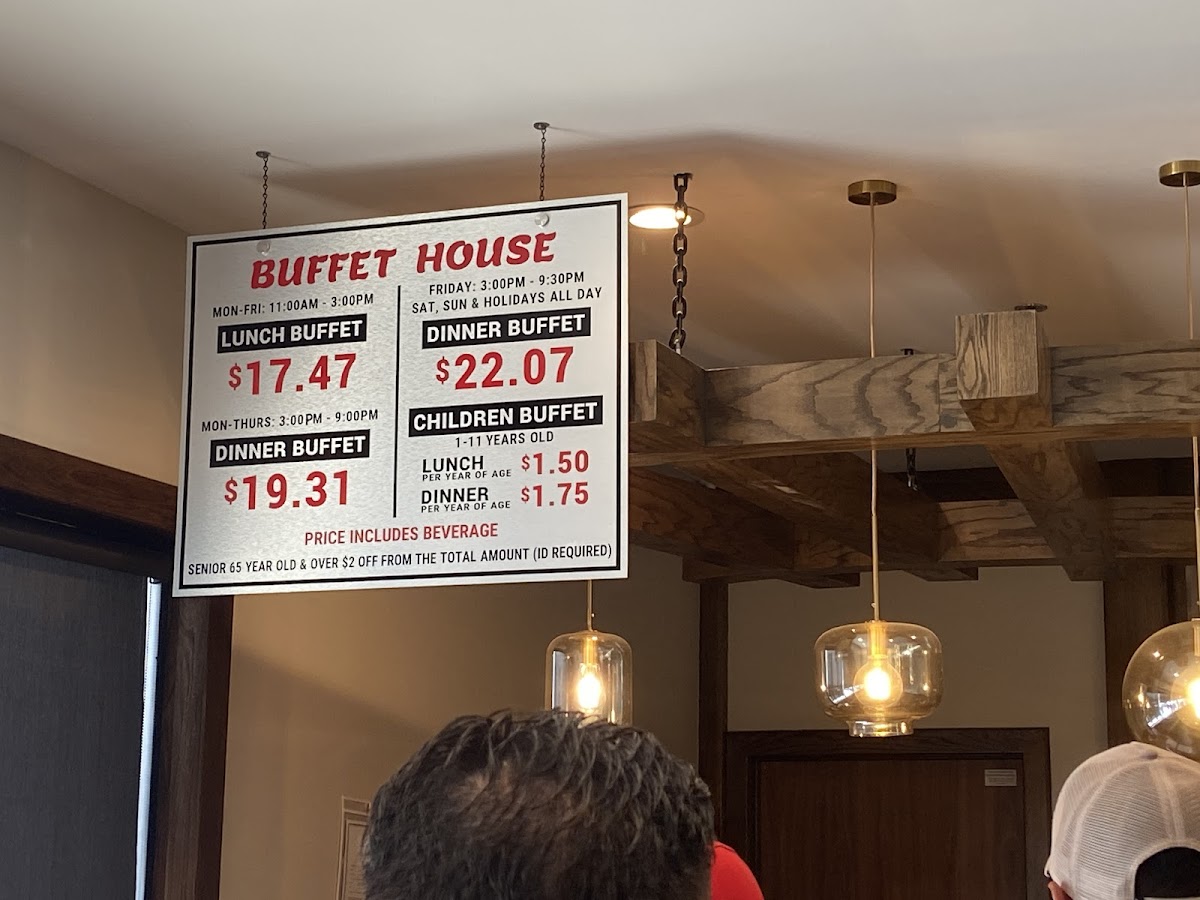 BUFFET HOUSE
MON-FRI: 11:00AM - 3:00PM
LUNCH BUFFET
$17.47
MON-THURS: 3:00PM - 9:00PM
DINNER BUFFET
$19.31
FRIDAY: 3:00PM - 9:30PM
SAT, SUN & HOLIDAYS ALL DAY
DINNER BUFFET
$22.07
CHILDREN BUFFET
1-11 YEARS OLD
LUNCH $1.50
PER YEAR OF AGE
DINNER $1.75
PER YEAR OF AGE
PRICE INCLUDES BEVERAGE
SENIOR 65 YEAR OLD & OVER $2 OFF FROM THE TOTAL AMOUNT (ID REQUIRED)